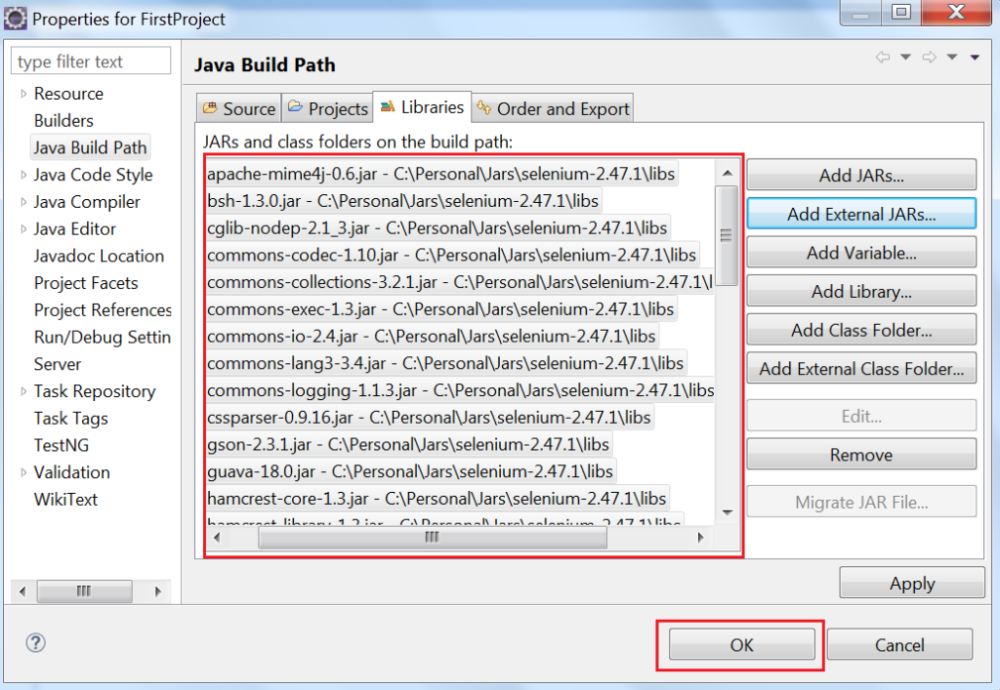 Properties for FirstProject
type filter text
Resource
Builders
Java Build Path
Java Code Style
Java Compiler
Java Editor
Javadoc Location
Project Facets
Project References
Run/Debug Settin
Server
Task Repository
Task Tags
TestNG
Validation
WikiText
Java Build Path
Source Projects Libraries Order and Export
JARs and class folders on the build path:
apache-mime4j-0.6.jar - C:\Personal\Jars\selenium-2.47.1\libs
bsh-1.3.0.jar - C:\Personal\Jars\selenium-2.47.1\libs
cglib-nodep-2.1_3.jar - C:\Personal\Jars\selenium-2.47.1\libs
commons-codec-1.10.jar - C:\Personal\Jars\selenium-2.47.1\libs
commons-collections-3.2.1.jar - C:\Personal\Jars\selenium-2.47.1\l
commons-exec-1.3.jar - C:\Personal\Jars\selenium-2.47.1\libs
commons-io-2.4.jar - C:\Personal\Jars\selenium-2.47.1\libs
commons-lang3-3.4.jar - C:\Personal\Jars\selenium-2.47.1\libs
commons-logging-1.1.3.jar - C:\Personal\Jars\selenium-2.47.1\libs
cssparser-0.9.16.jar - C:\Personal\Jars\selenium-2.47.1\libs
gson-2.3.1.jar - C:\Personal\Jars\selenium-2.47.1\libs
guava-18.0.jar - C:\Personal\Jars\selenium-2.47.1\libs
hamcrest-core-1.3.jar - C:\Personal\Jars\selenium-2.47.1\libs
hamcrest-library-1.3.jar - C:\Personal\Jars\selenium-2.47.1\libs
Add JARs...
Add External JARs...
Add Variable...
Add Library...
Add Class Folder...
Add External Class Folder...
Edit...
Remove
Migrate JAR File...
Apply
OK
Cancel